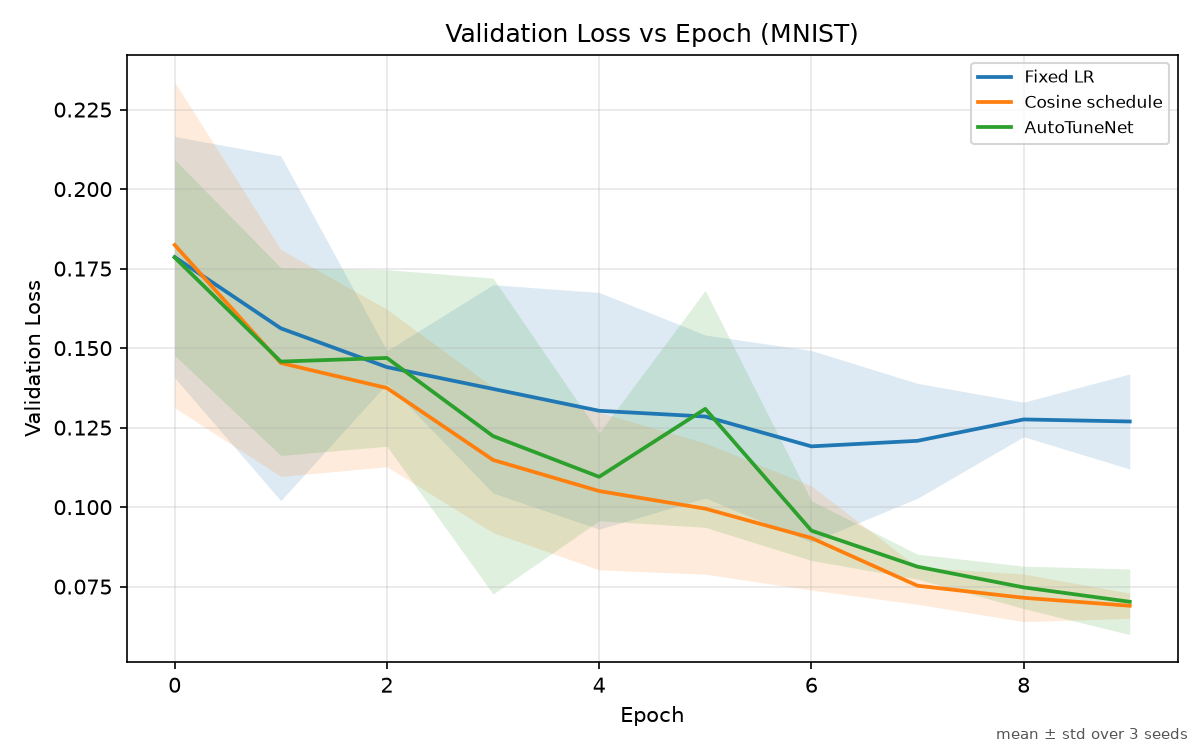 Validation Loss vs Epoch (MNIST)
Fixed LR
Cosine schedule
AutoTuneNet
Validation Loss
0.225
0.200
0.175
0.150
0.125
0.100
0.075
0 2 4 6 8
Epoch
mean ± std over 3 seeds